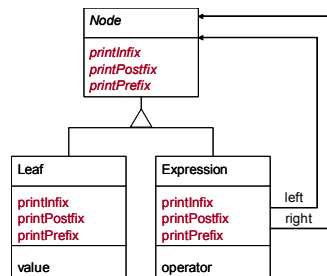 Node
printInfix
printPostfix
printPrefix
Leaf
printInfix
printPostfix
printPrefix
value
Expression
printInfix
printPostfix
printPrefix
operator
left
right